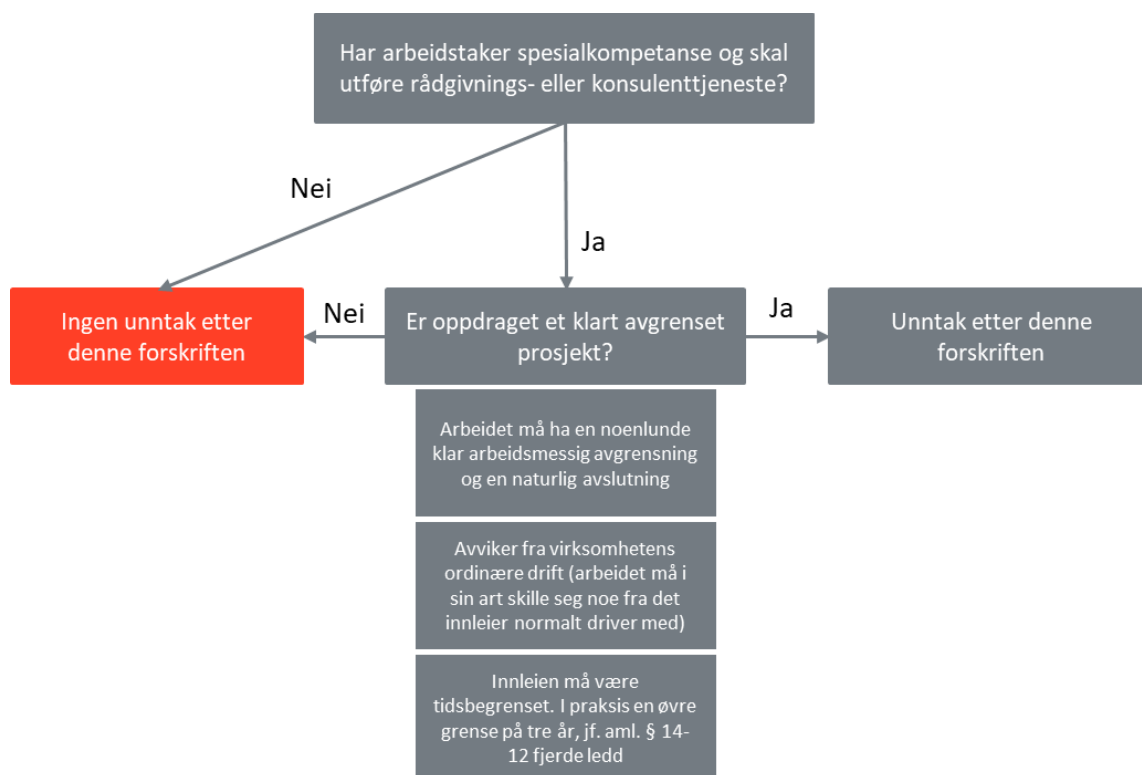 Har arbeidstaker spesialkompetanse og skal
utføre rådgivnings- eller konsulenttjeneste?
Nei
Ja
Ingen unntak etter
denne forskriften
Nei
Er oppdraget et klart avgrenset
prosjekt?
Ja
Unntak etter denne
forskriften
Arbeidet må ha en noenlunde
klar arbeidsmessig avgrensning
og en naturlig avslutning
Avviker fra virksomhetens
ordinære drift (arbeidet må i
sin art skille seg noe fra det
innleier normalt driver med)
Innleien må være
tidsbegrenset. I praksis en øvre
grense på tre år, jf. aml. § 14-
12 fjerde ledd